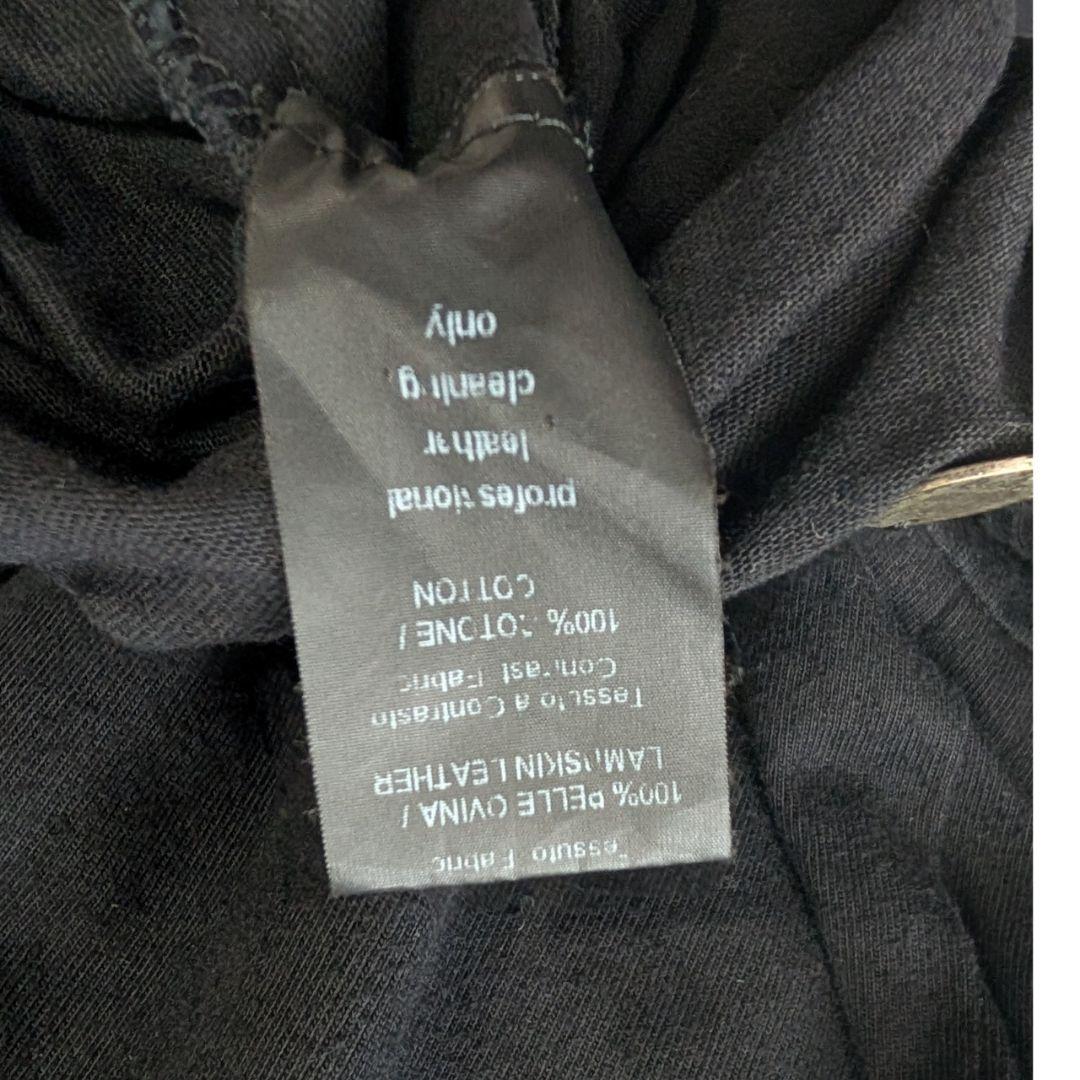 Tessuto Fabric
100% PELLE OVINA /
LAMBSKIN LEATHER
Tessuto a Contrasto
Contrast Fabric
100% COTONE /
COTTON
professional
leather
cleaning
only